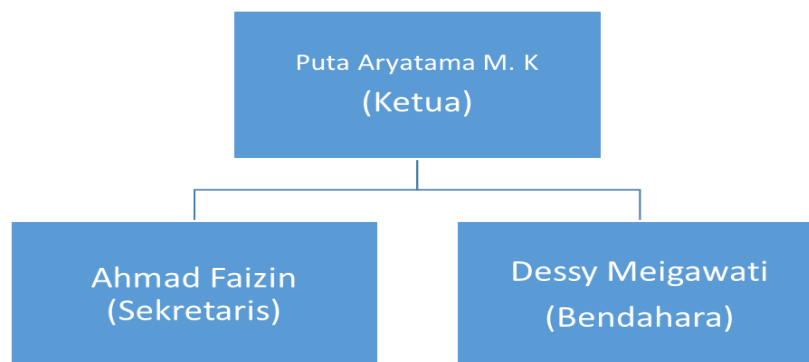 Puta Aryatama M. K
(Ketua)
Ahmad Faizin
(Sekretaris)
Dessy Meigawati
(Bendahara)